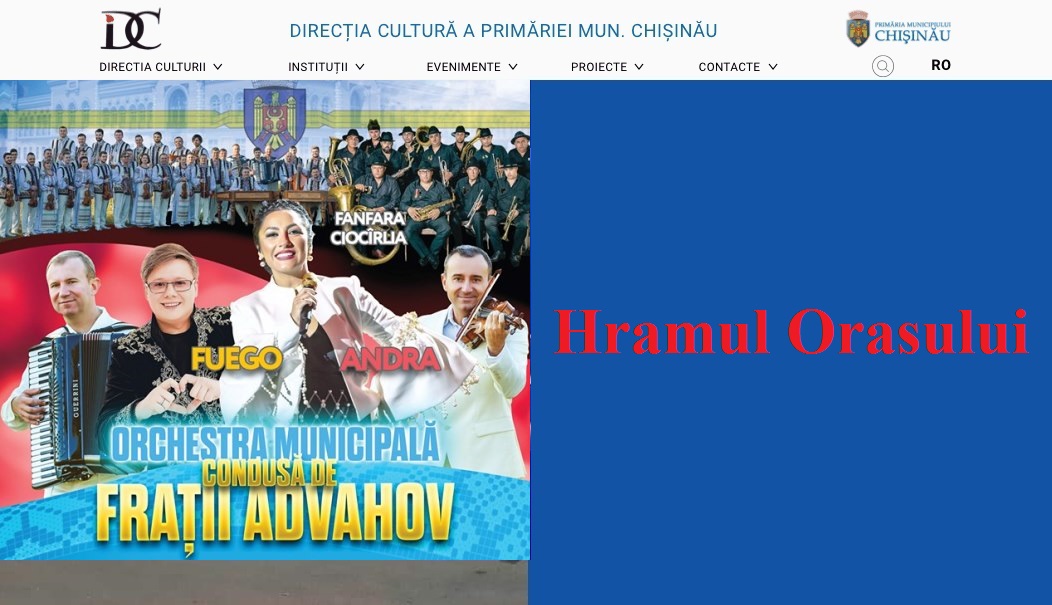 DC
DIRECȚIA CULTURĂ A PRIMĂRIEI MUN. CHIȘINĂU
PRIMĂRIA MUNICIPIULUI
CHIȘINĂU
DIRECTIA CULTURII
INSTITUȚII
EVENIMENTE
PROIECTE
CONTACTE
RO
FANFARA
CIOCÎRLIA
FUEGO
ANDRA
GUERRINI
ORCHESTRA MUNICIPALĂ
CONDUSĂ DE
FRAȚII ADVAHOV
Hramul Orasului